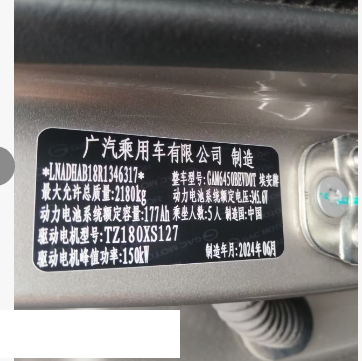 广汽乘用车有限公司 制造
*LNADHAB18R1346317* 整车型号:GAM6450BEVD0T 埃安牌
最大允许总质量:2180kg 动力电池系统额定电压:345.6V
动力电池系统额定容量:177Ah 乘坐人数:5人 制造国:中国
驱动电机型号:TZ180XS127
驱动电机峰值功率:150kW 制造年月:2024年06月